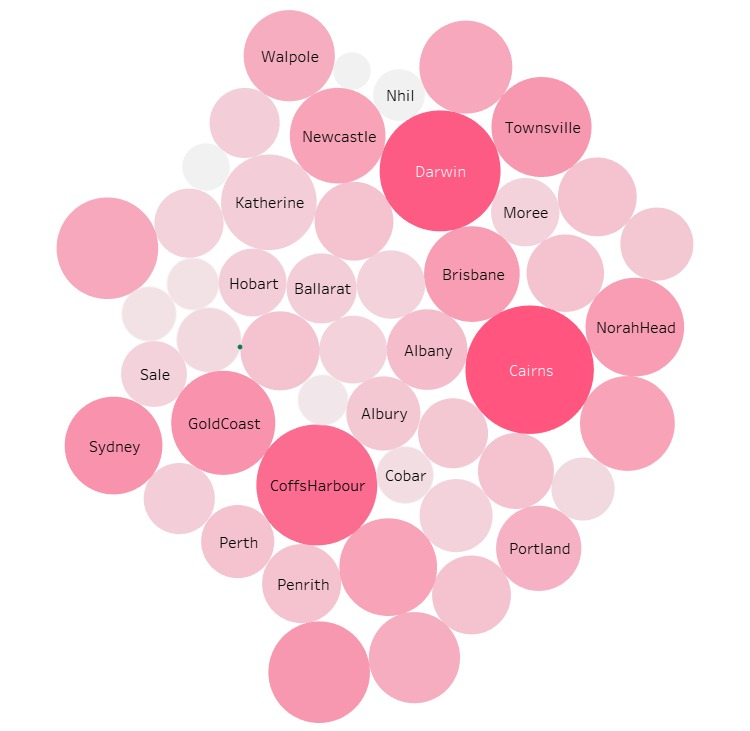 Walpole
Nhil
Townsville
Newcastle
Darwin
Katherine
Moree
Brisbane
Hobart
Ballarat
NorahHead
Albany
Cairns
Sale
Albury
GoldCoast
Sydney
Cobar
CoffsHarbour
Perth
Portland
Penrith